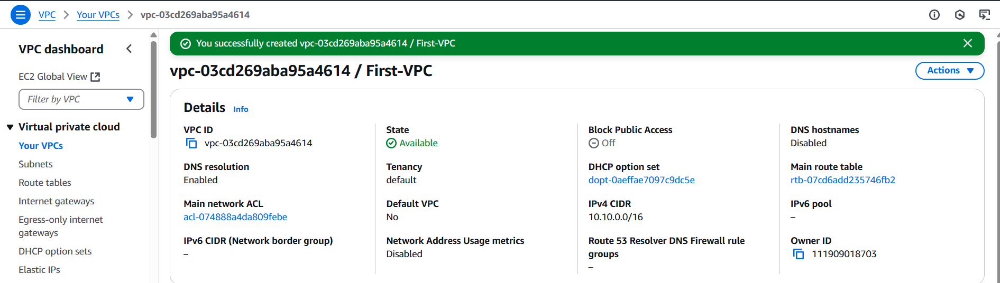 VPC > Your VPCs > vpc-03cd269aba95a4614
VPC dashboard
EC2 Global View
Filter by VPC
Virtual private cloud
Your VPCs
Subnets
Route tables
Internet gateways
Egress-only internet
gateways
DHCP option sets
Elastic IPs
You successfully created vpc-03cd269aba95a4614 / First-VPC
vpc-03cd269aba95a4614 / First-VPC
Actions
Details Info
VPC ID
vpc-03cd269aba95a4614
State
Available
Block Public Access
Off
DNS hostnames
Disabled
DNS resolution
Enabled
Tenancy
default
DHCP option set
dopt-0aeffae7097c9dc5e
Main route table
rtb-07cd6add235746fb2
Main network ACL
acl-074888a4da809febe
Default VPC
No
IPv4 CIDR
10.10.0.0/16
IPv6 pool
–
IPv6 CIDR (Network border group)
–
Network Address Usage metrics
Disabled
Route 53 Resolver DNS Firewall rule
groups
–
Owner ID
111909018703